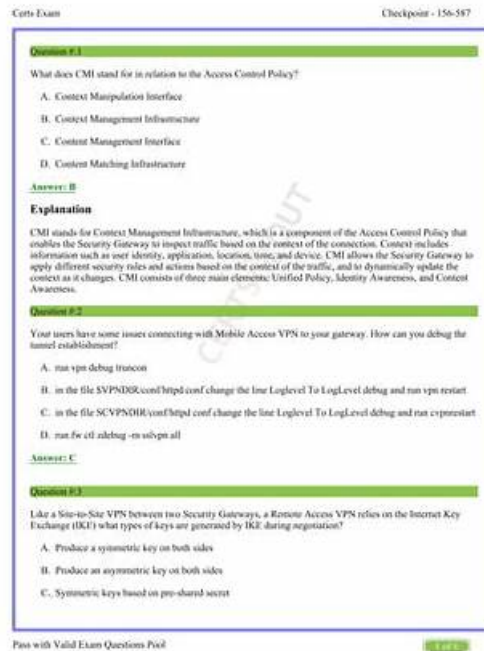 Certs Exam
Checkpoint - 156-587
Question #:1
What does CMI stand for in relation to the Access Control Policy?
A. Context Manipulation Interface
B. Context Management Infrastructure
C. Content Management Interface
D. Content Matching Infrastructure
Answer: B
Explanation
CMI stands for Context Management Infrastructure, which is a component of the Access Control Policy that
enables the Security Gateway to inspect traffic based on the context of the connection. Context includes
information such as user identity, application, location, time, and device. CMI allows the Security Gateway to
apply different security rules and actions based on the context of the traffic, and to dynamically update the
context as it changes. CMI consists of three main elements: Unified Policy, Identity Awareness, and Content
Awareness.
Question #:2
Your users have some issues connecting with Mobile Access VPN to your gateway. How can you debug the
tunnel establishment?
A. run vpn debug truncon
B. in the file $VPNDIR/conf/httpd.conf change the line Loglevel To LogLevel debug and run vpn restart
C. in the file SCVPNDIR/conf/httpd.conf change the line Loglevel To LogLevel debug and run cvpnrestart
D. run fw ctl zdebug -m sslvpn all
Answer: C
Question #:3
Like a Site-to-Site VPN between two Security Gateways, a Remote Access VPN relies on the Internet Key
Exchange (IKE) what types of keys are generated by IKE during negotiation?
A. Produce a symmetric key on both sides
B. Produce an asymmetric key on both sides
C. Symmetric keys based on pre-shared secret
Pass with Valid Exam Questions Pool